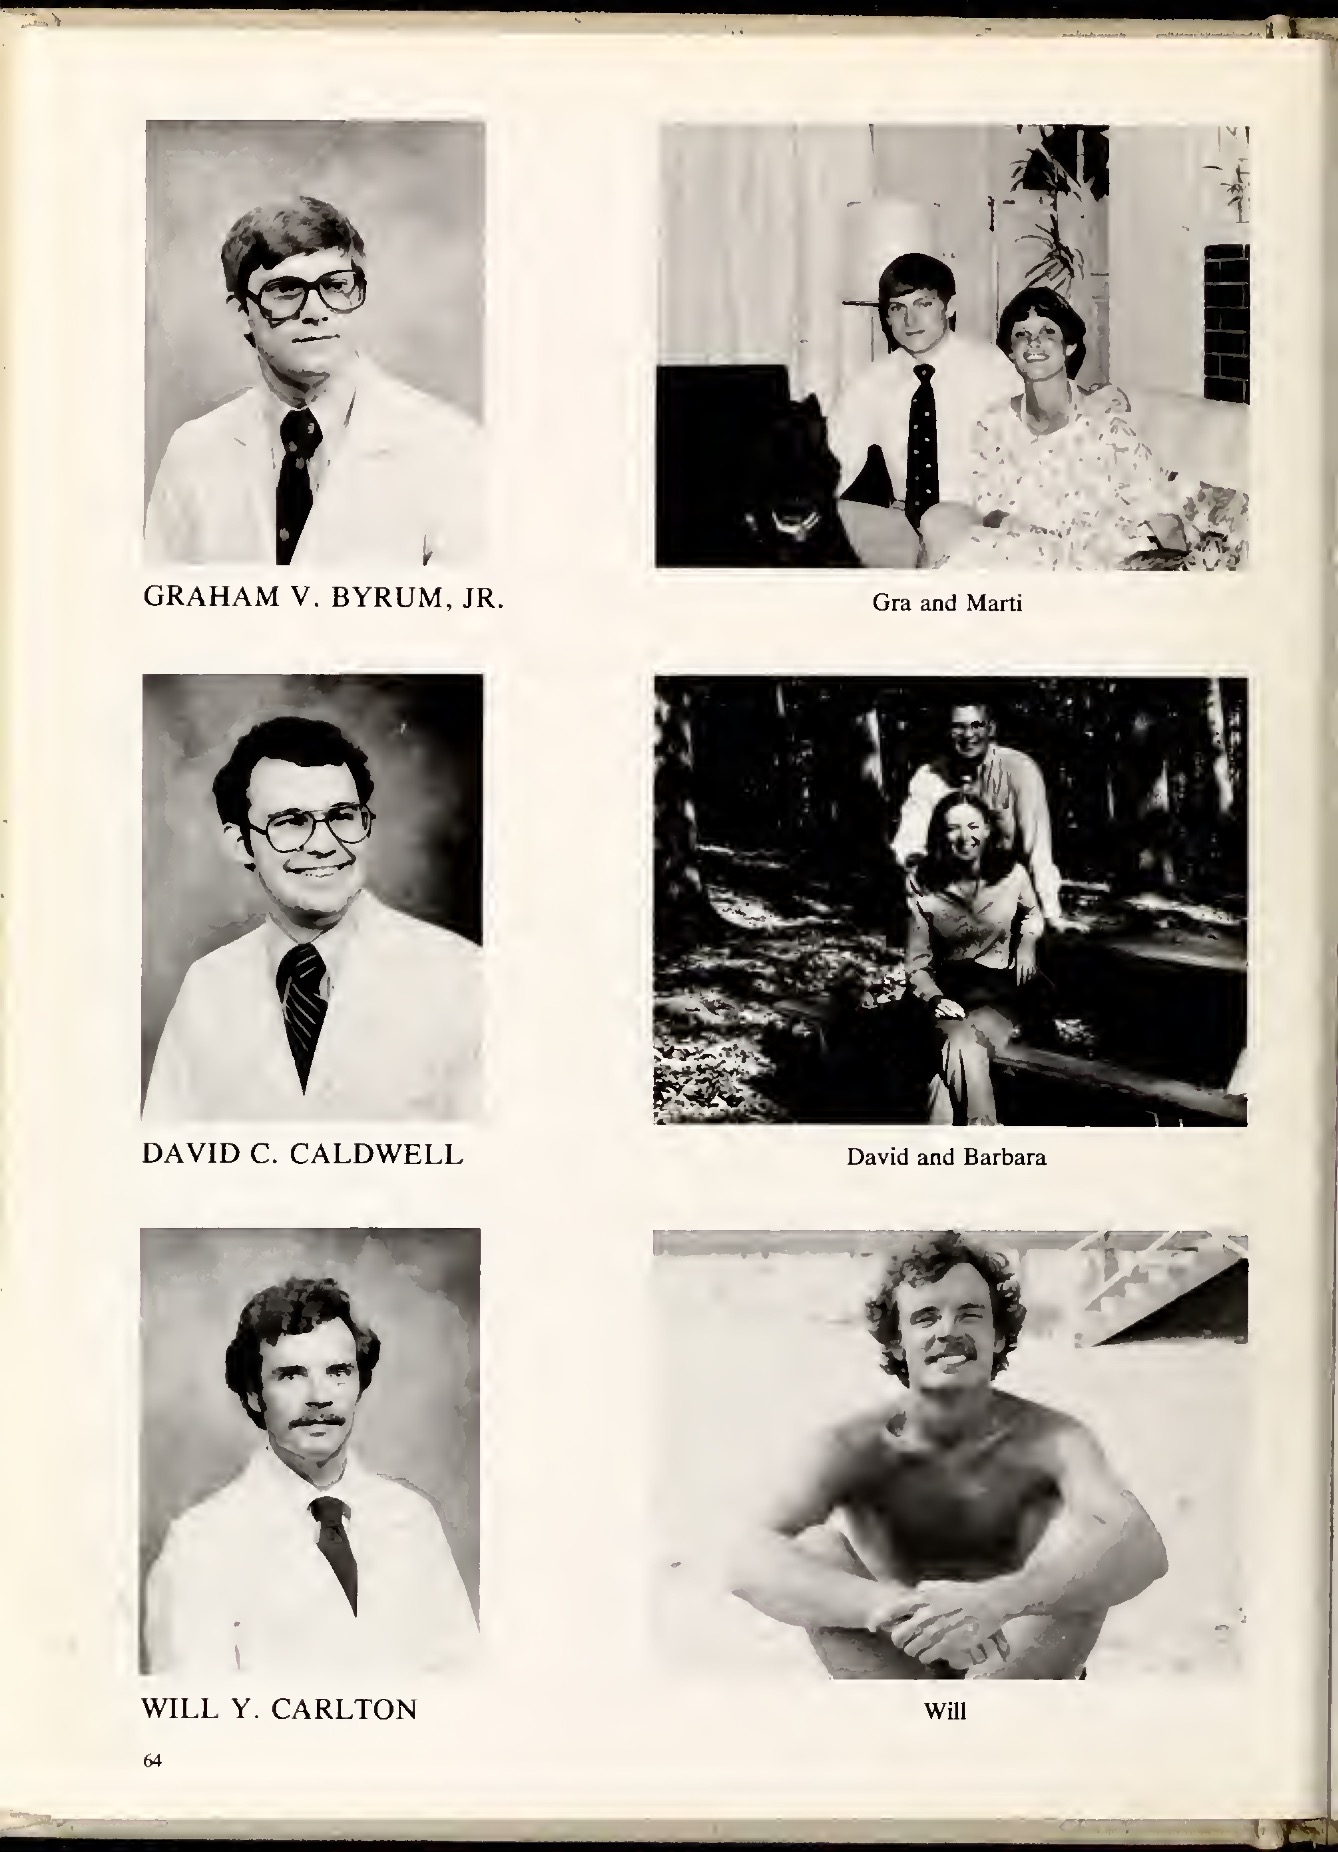 GRAHAM V. BYRUM, JR.
Gra and Marti
DAVID C. CALDWELL
David and Barbara
WILL Y. CARLTON
Will
64